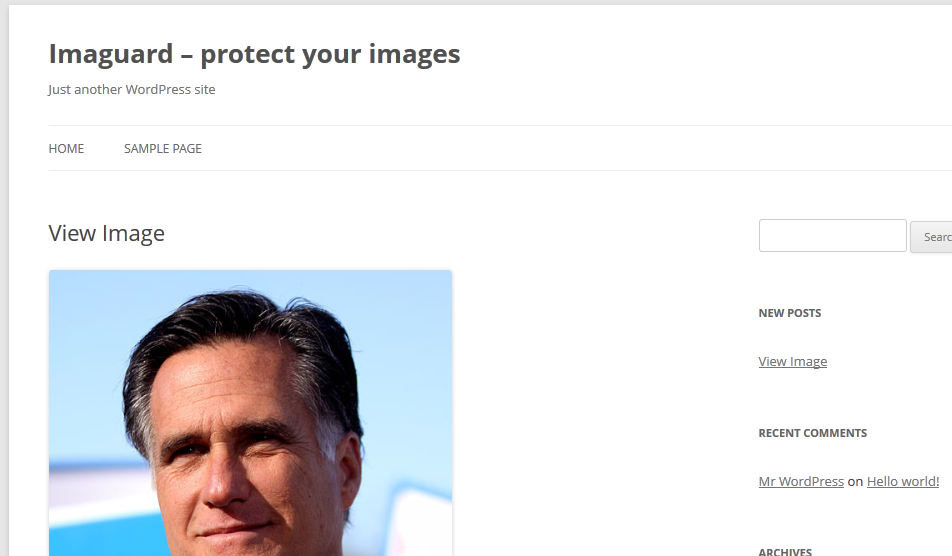 Imaguard – protect your images
Just another WordPress site
HOME
SAMPLE PAGE
View Image
NEW POSTS
View Image
RECENT COMMENTS
Mr WordPress on Hello world!
ARCHIVES